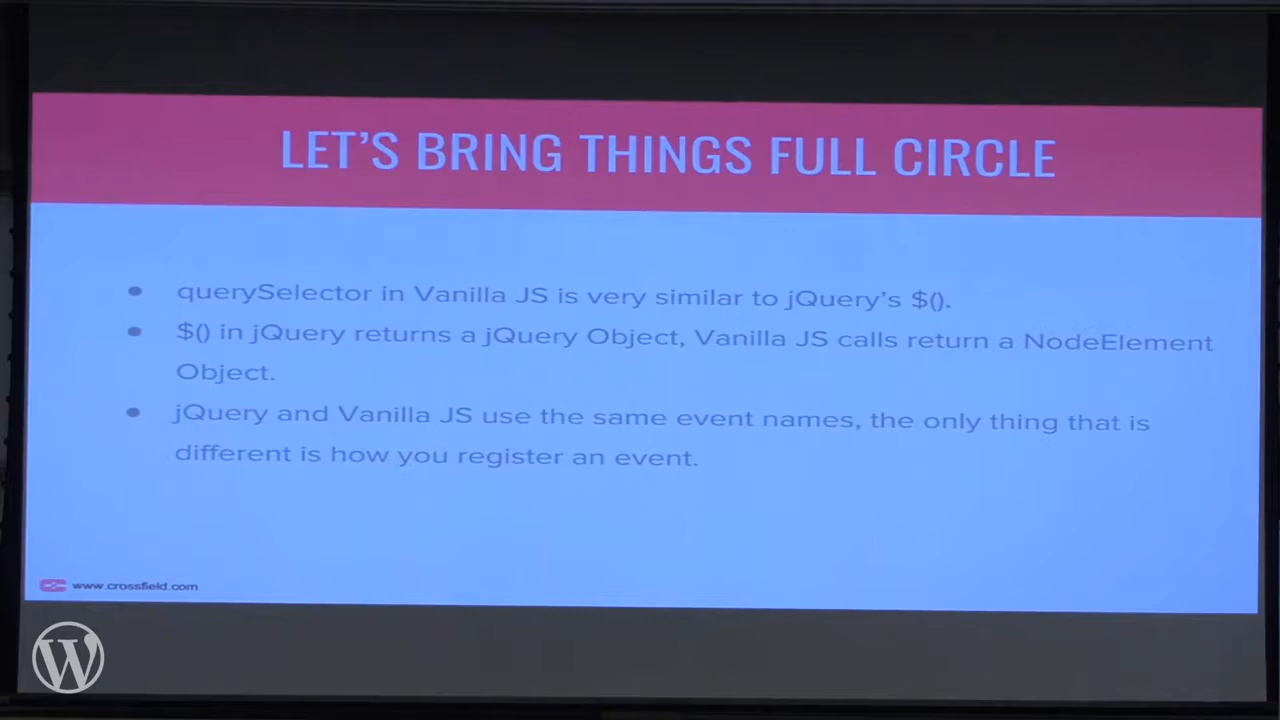 LET'S BRING THINGS FULL CIRCLE
querySelector in Vanilla JS is very similar to jQuery's $().
$() in jQuery returns a jQuery Object, Vanilla JS calls return a NodeElement
Object.
jQuery and Vanilla JS use the same event names, the only thing that is
different is how you register an event.
www.crossfield.com
W